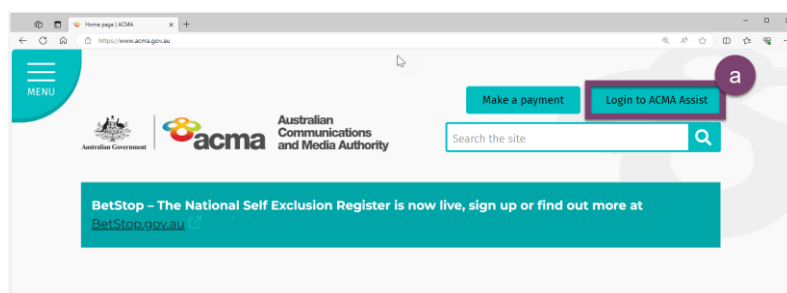 Home page | ACMA
https://www.acma.gov.au
a
MENU
Make a payment
Login to ACMA Assist
Australian Government
acma
Australian
Communications
and Media Authority
Search the site
BetStop – The National Self Exclusion Register is now live, sign up or find out more at
BetStop.gov.au